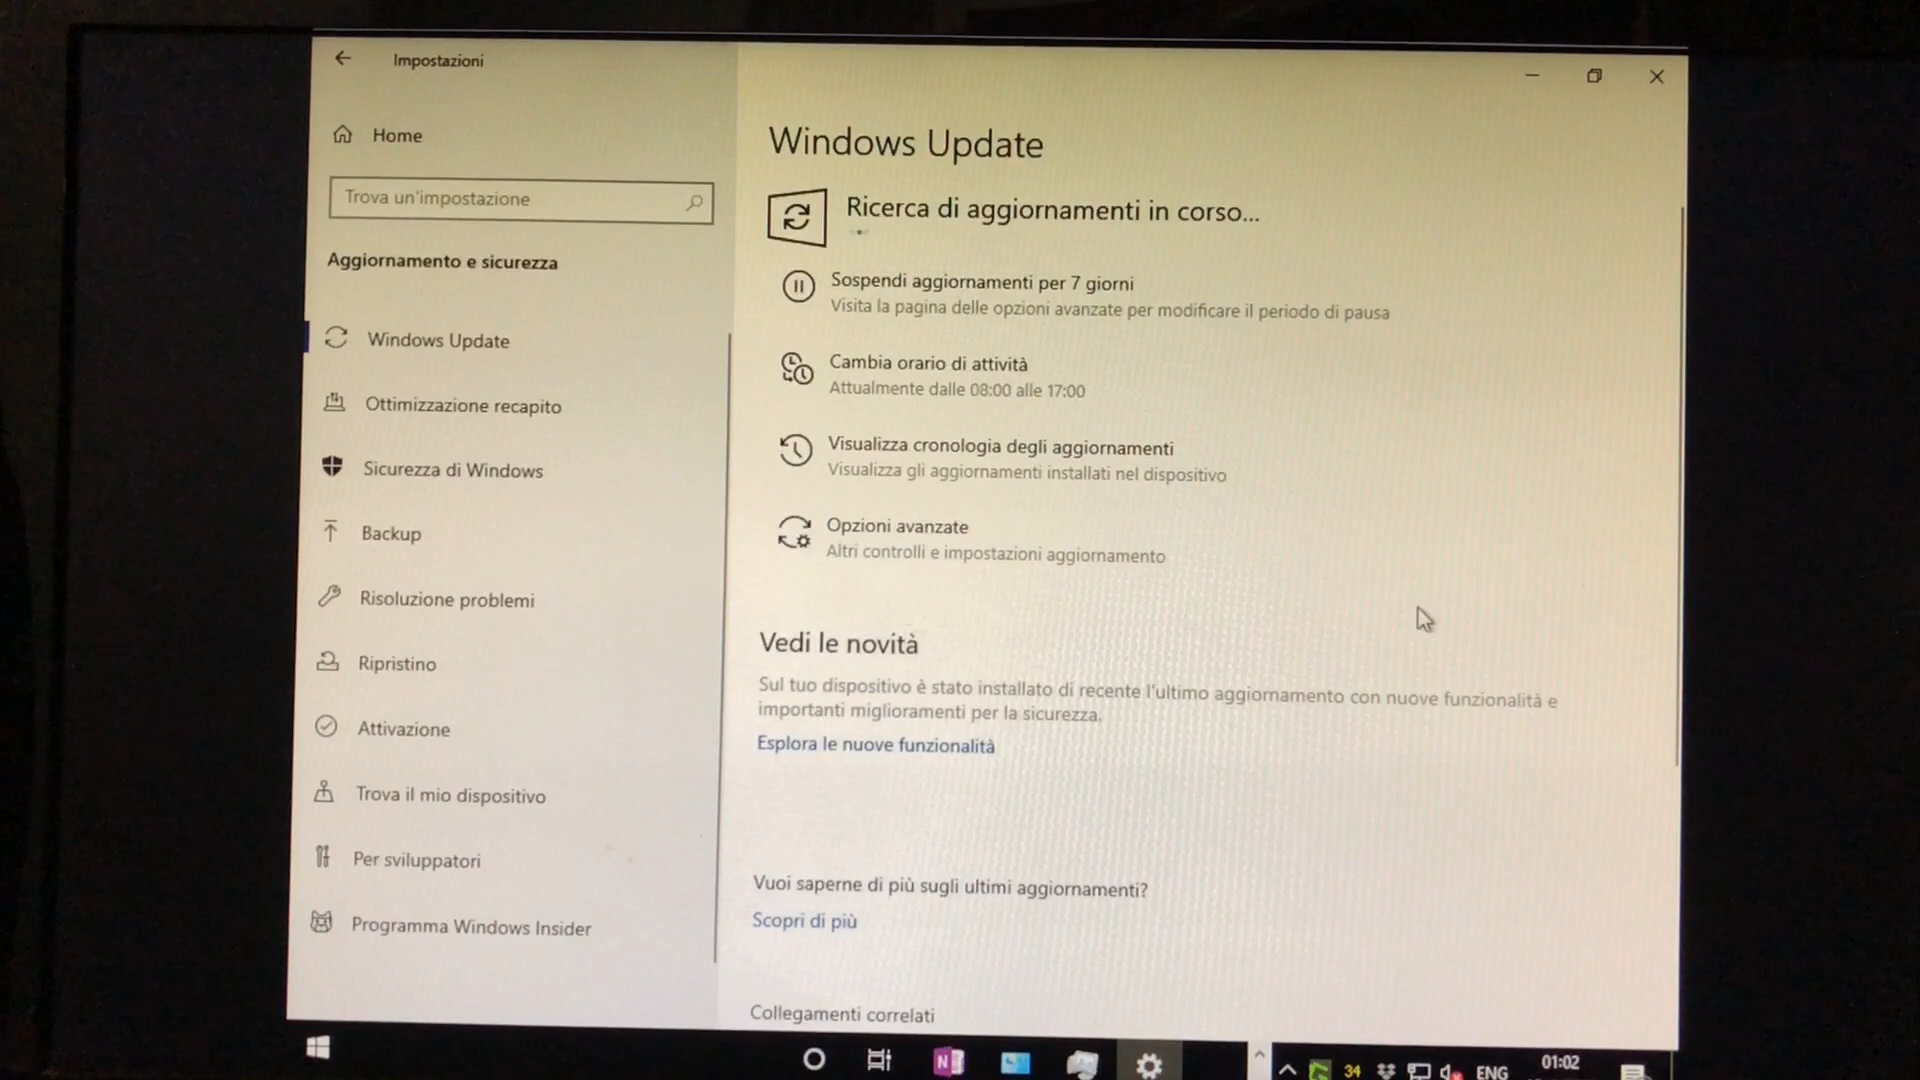 Impostazioni
Home
Trova un'impostazione
Aggiornamento e sicurezza
Windows Update
Ottimizzazione recapito
Sicurezza di Windows
Backup
Risoluzione problemi
Ripristino
Attivazione
Trova il mio dispositivo
Per sviluppatori
Programma Windows Insider
Windows Update
Ricerca di aggiornamenti in corso...
Sospendi aggiornamenti per 7 giorni
Visita la pagina delle opzioni avanzate per modificare il periodo di pausa
Cambia orario di attività
Attualmente dalle 08:00 alle 17:00
Visualizza cronologia degli aggiornamenti
Visualizza gli aggiornamenti installati nel dispositivo
Opzioni avanzate
Altri controlli e impostazioni aggiornamento
Vedi le novità
Sul tuo dispositivo è stato installato di recente l'ultimo aggiornamento con nuove funzionalità e
importanti miglioramenti per la sicurezza.
Esplora le nuove funzionalità
Vuoi saperne di più sugli ultimi aggiornamenti?
Scopri di più
Collegamenti correlati
N
34
ENG
01:02